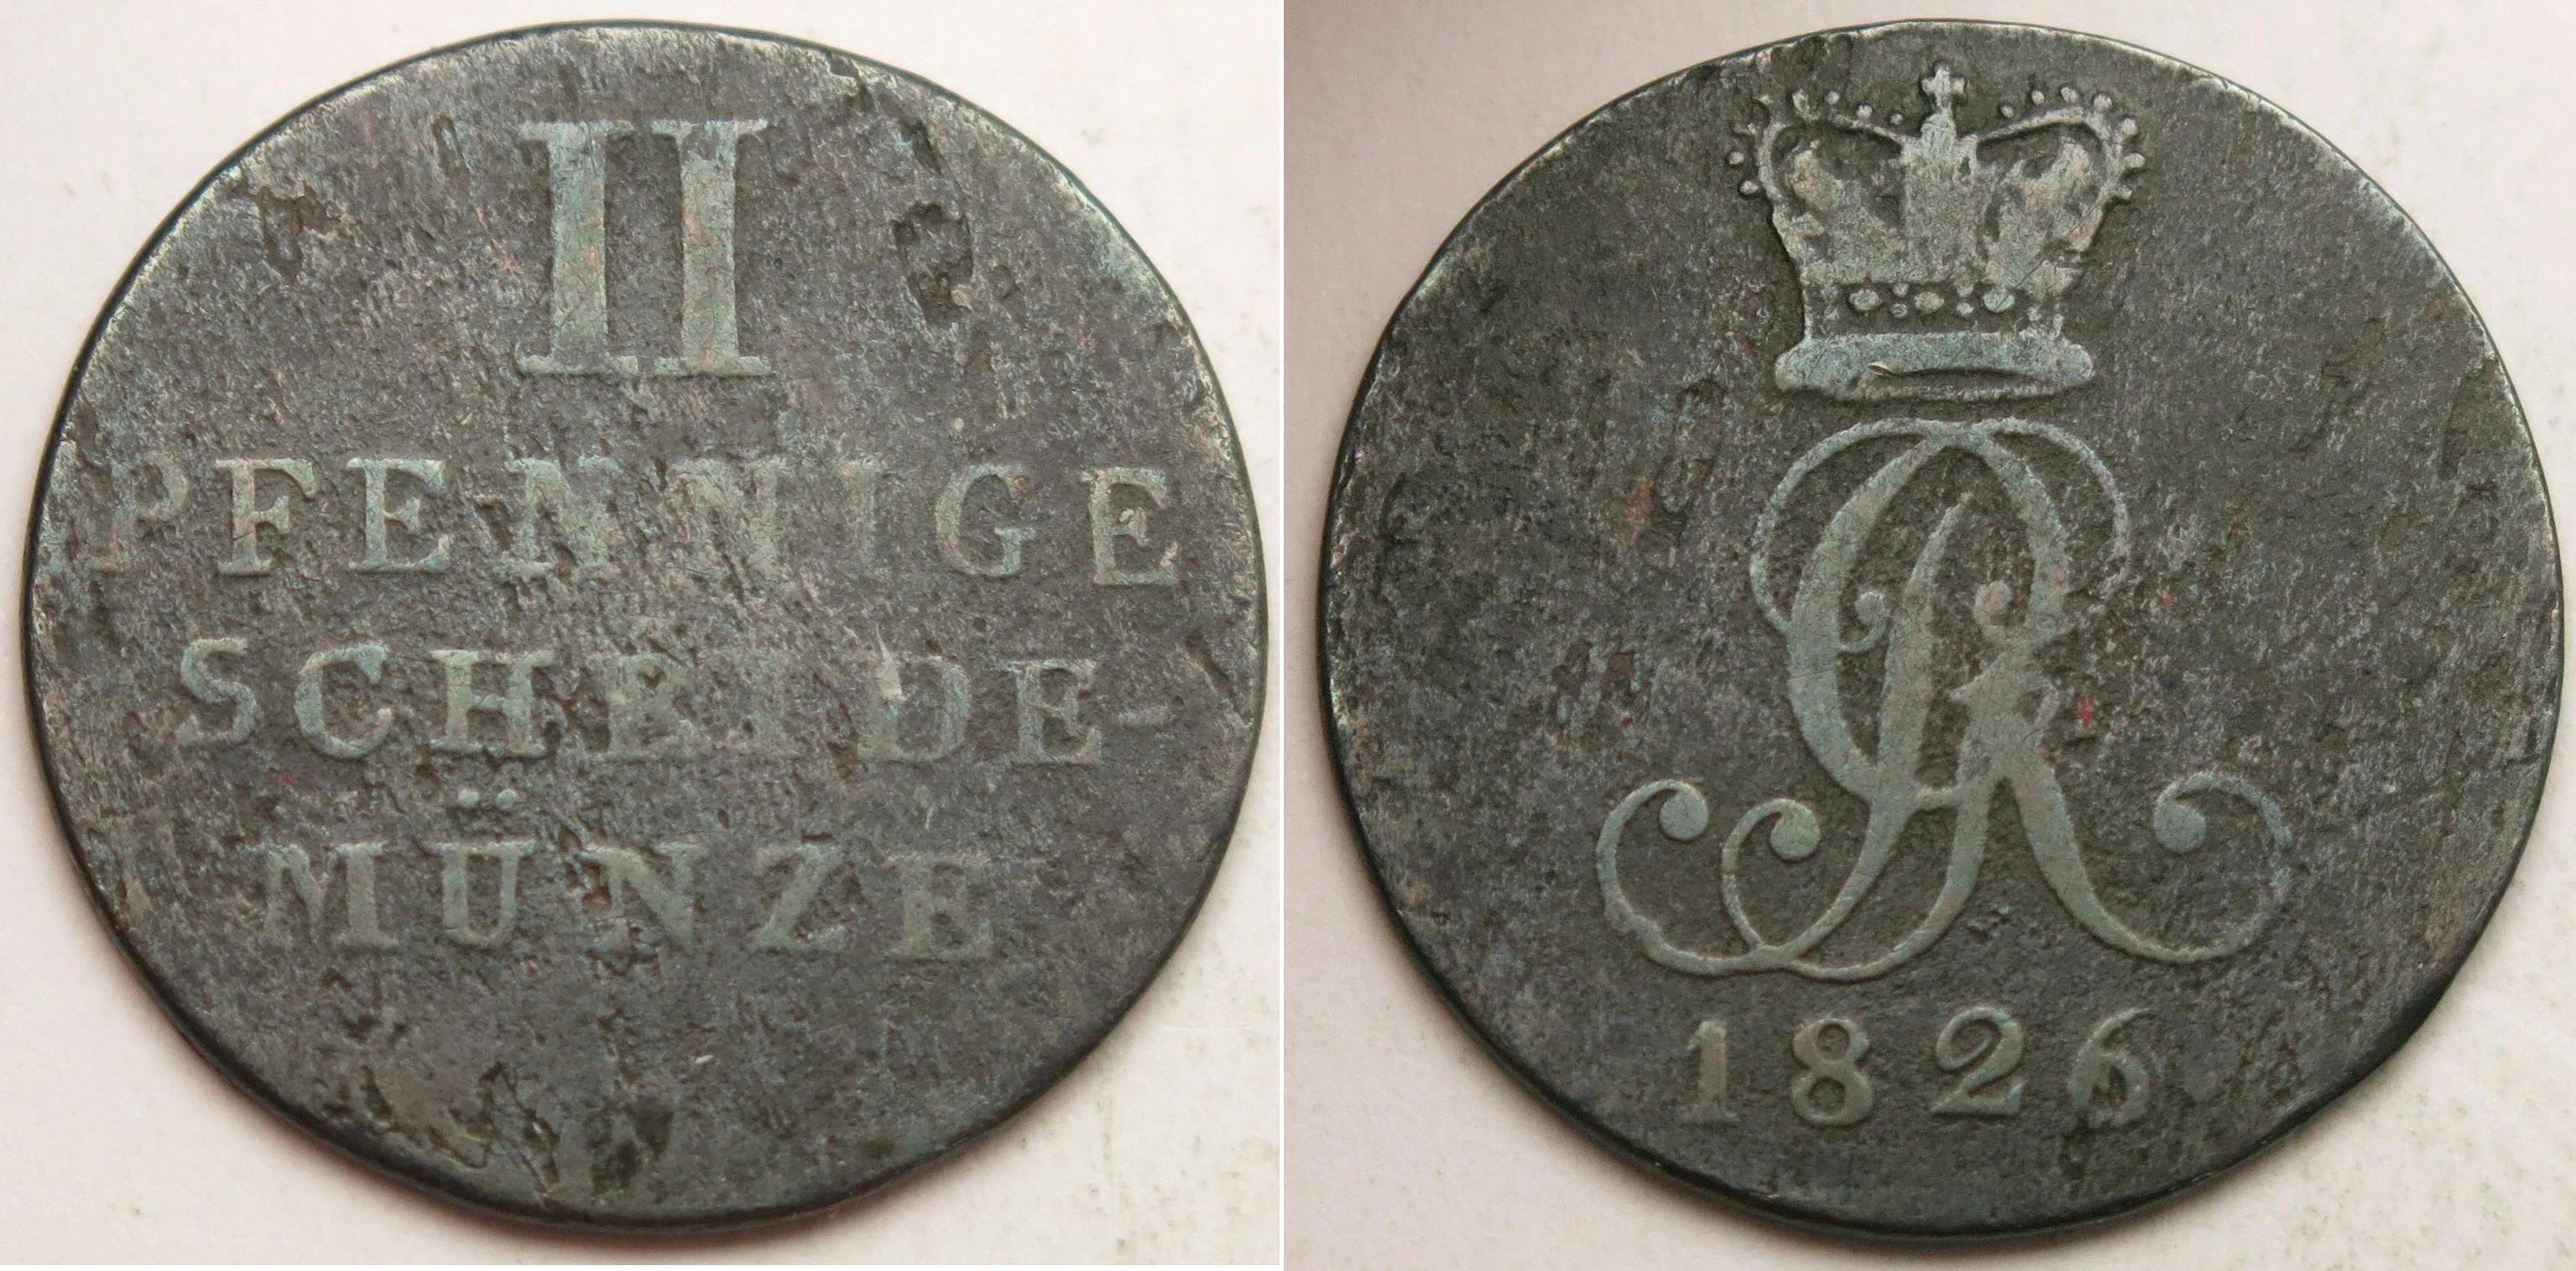 II
PFENNIGE
SCHEIDE-
MÜNZE
GR
1826